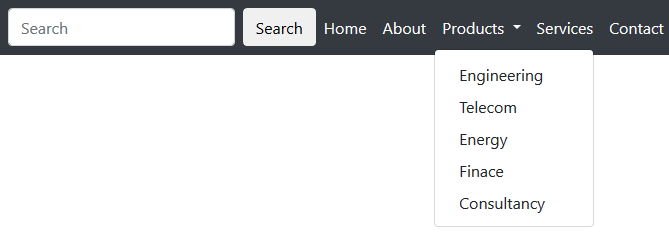 Search Search Home About Products Services Contact
Engineering
Telecom
Energy
Finace
Consultancy